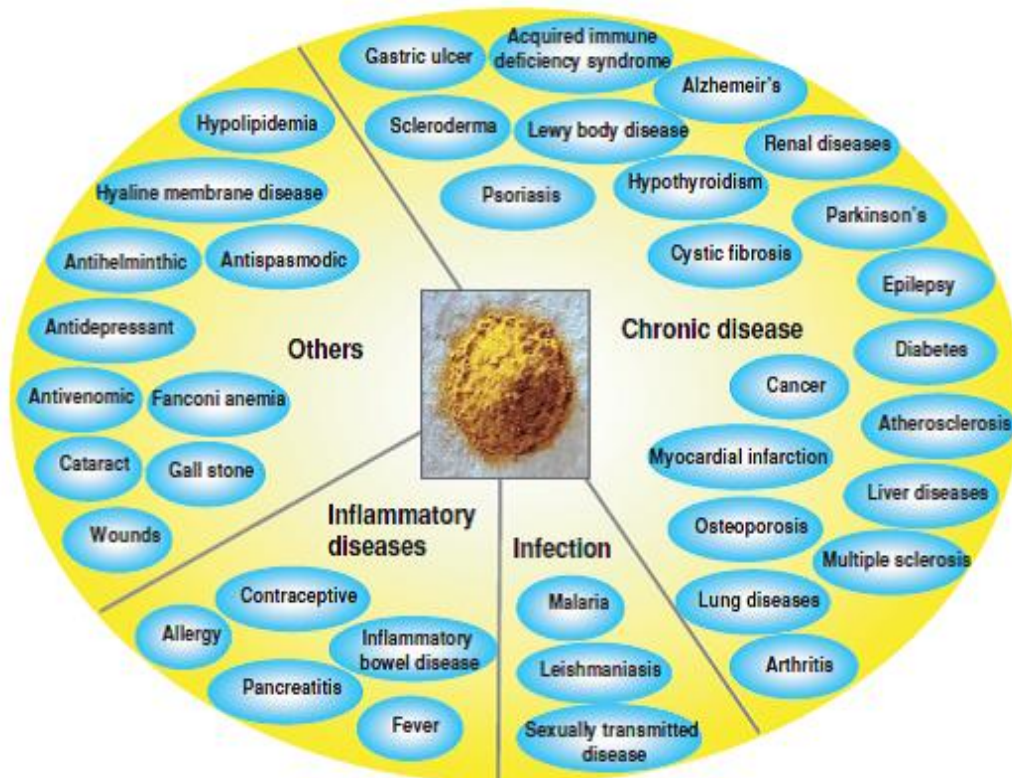 Gastric ulcer
Acquired immune
deficiency syndrome
Alzhemeir's
Scleroderma
Lewy body disease
Renal diseases
Psoriasis
Hypothyroidism
Parkinson's
Cystic fibrosis
Epilepsy
Chronic disease
Diabetes
Cancer
Atherosclerosis
Myocardial infarction
Liver diseases
Osteoporosis
Multiple sclerosis
Lung diseases
Arthritis
Infection
Malaria
Leishmaniasis
Sexually transmitted
disease
Inflammatory
diseases
Contraceptive
Allergy
Inflammatory
bowel disease
Pancreatitis
Fever
Others
Hypolipidemia
Hyaline membrane disease
Antihelminthic
Antispasmodic
Antidepressant
Antivenomic
Fanconi anemia
Cataract
Gall stone
Wounds